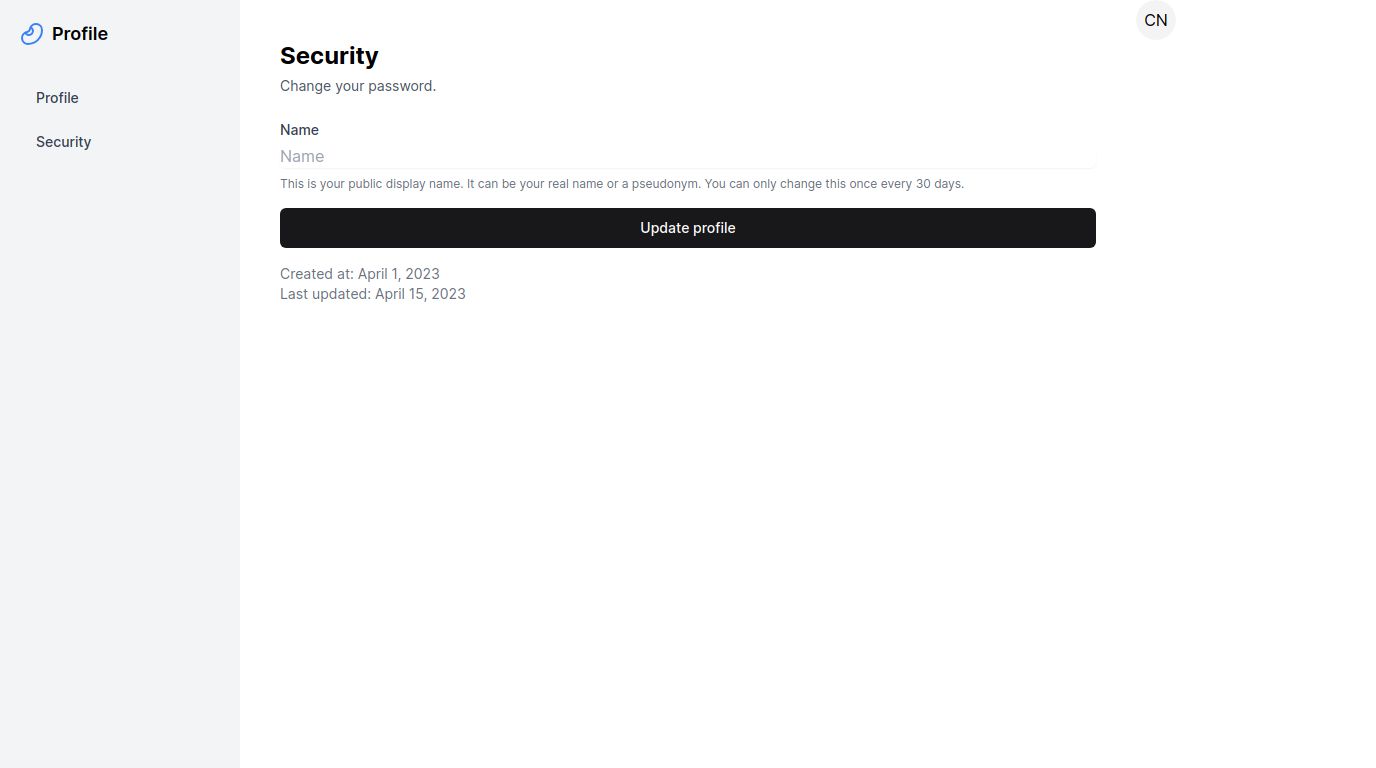 Profile
Profile
Security
CN
Security
Change your password.
Name
Name
This is your public display name. It can be your real name or a pseudonym. You can only change this once every 30 days.
Update profile
Created at: April 1, 2023
Last updated: April 15, 2023